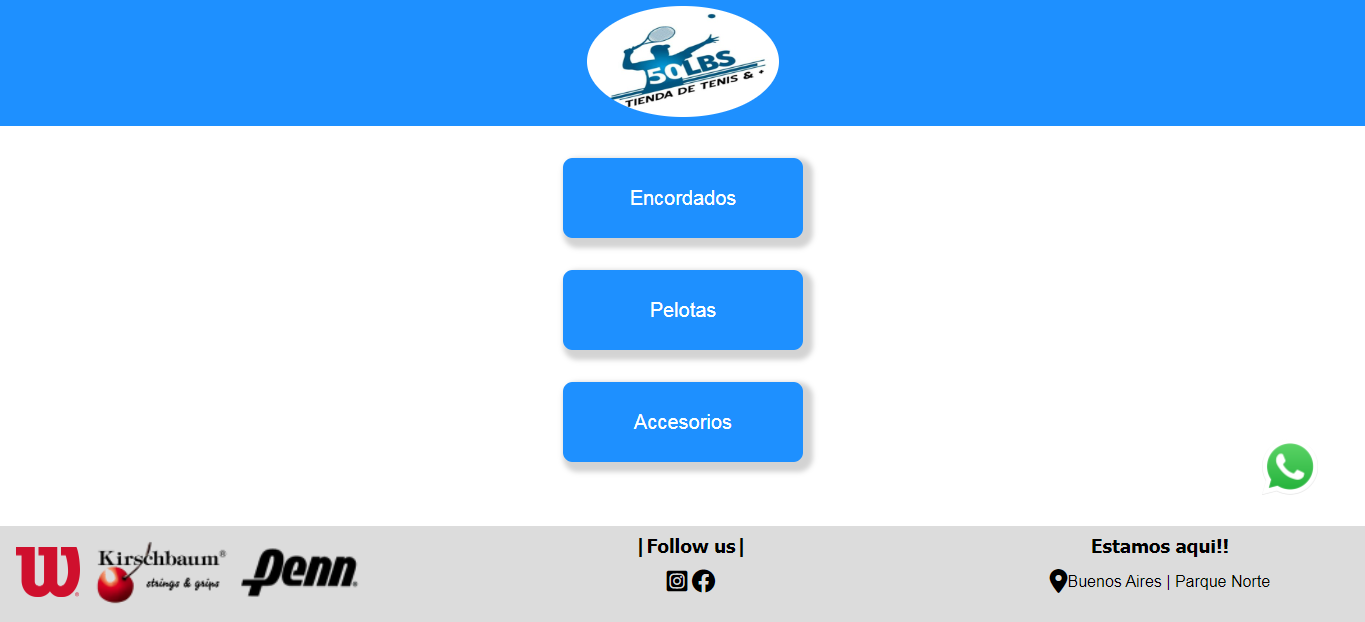 50LBS
TIENDA DE TENIS & +
Encordados
Pelotas
Accesorios
W
Kirschbaum®
strings & grips
Penn®
|Follow us|
Estamos aqui!!
Buenos Aires | Parque Norte